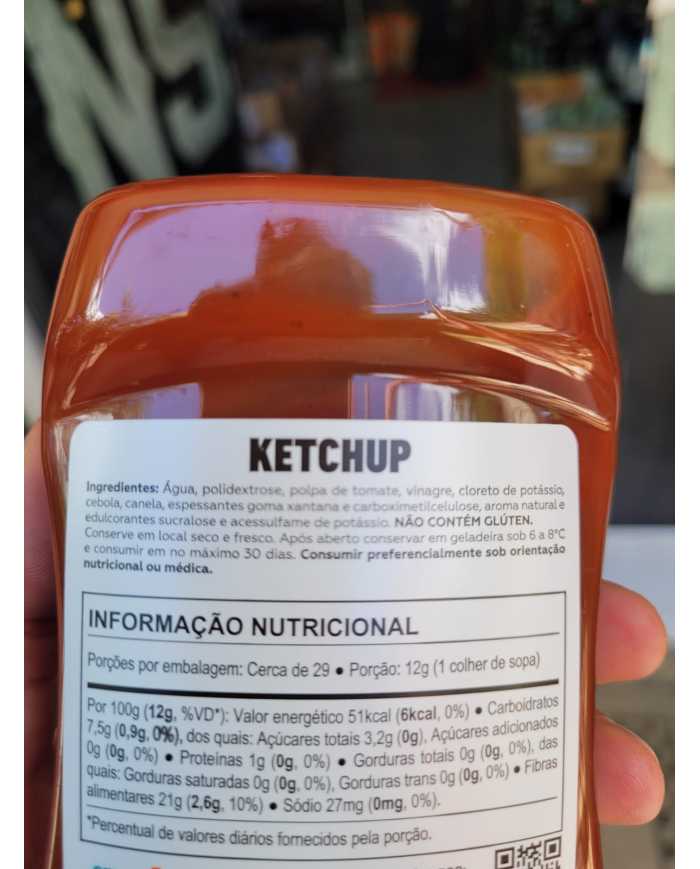 NS
KETCHUP
Ingredientes: Água, polidextrose, polpa de tomate, vinagre, cloreto de potássio,
cebola, canela, espessantes goma xantana e carboximetilcelulose, aroma natural e
edulcorantes sucralose e acessulfame de potássio. NÃO CONTÉM GLÚTEN.
Conserve em local seco e fresco. Após aberto conservar em geladeira sob 6 a 8°C
e consumir em no máximo 30 dias. Consumir preferencialmente sob orientação
nutricional ou médica.
INFORMAÇÃO NUTRICIONAL
Porções por embalagem: Cerca de 29 ● Porção: 12g (1 colher de sopa)
Por 100g (12g, %VD*): Valor energético 51kcal (6kcal, 0%) ● Carboidratos
7,5g (0,9g, 0%), dos quais: Açúcares totais 3,2g (0g), Açúcares adicionados
0g (0g, 0%) ● Proteínas 1g (0g, 0%) ● Gorduras totais 0g (0g, 0%), das
quais: Gorduras saturadas 0g (0g, 0%), Gorduras trans 0g (0g, 0%) ● Fibras
alimentares 21g (2,6g, 10%) ● Sódio 27mg (0mg, 0%).
*Percentual de valores diários fornecidos pela porção.